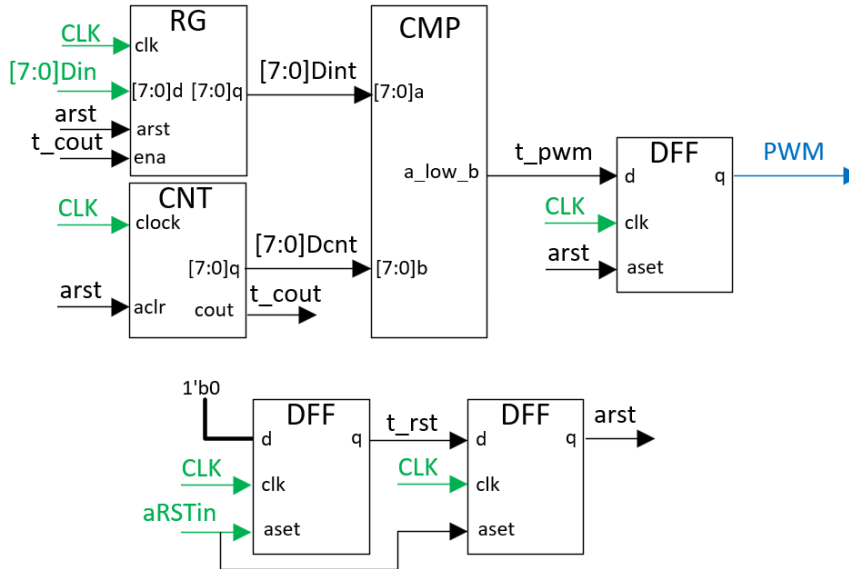 RG
CLK
clk
[7:0]Din
[7:0]d
[7:0]q
arst
arst
t_cout
ena
[7:0]Dint
CMP
[7:0]a
a_low_b
[7:0]b
t_pwm
DFF
d
q
PWM
CLK
clk
arst
aset
CNT
CLK
clock
[7:0]q
[7:0]Dcnt
arst
aclr
cout
t_cout
1'b0
DFF
d
q
t_rst
CLK
clk
aRSTin
aset
DFF
d
q
arst
CLK
clk
aset